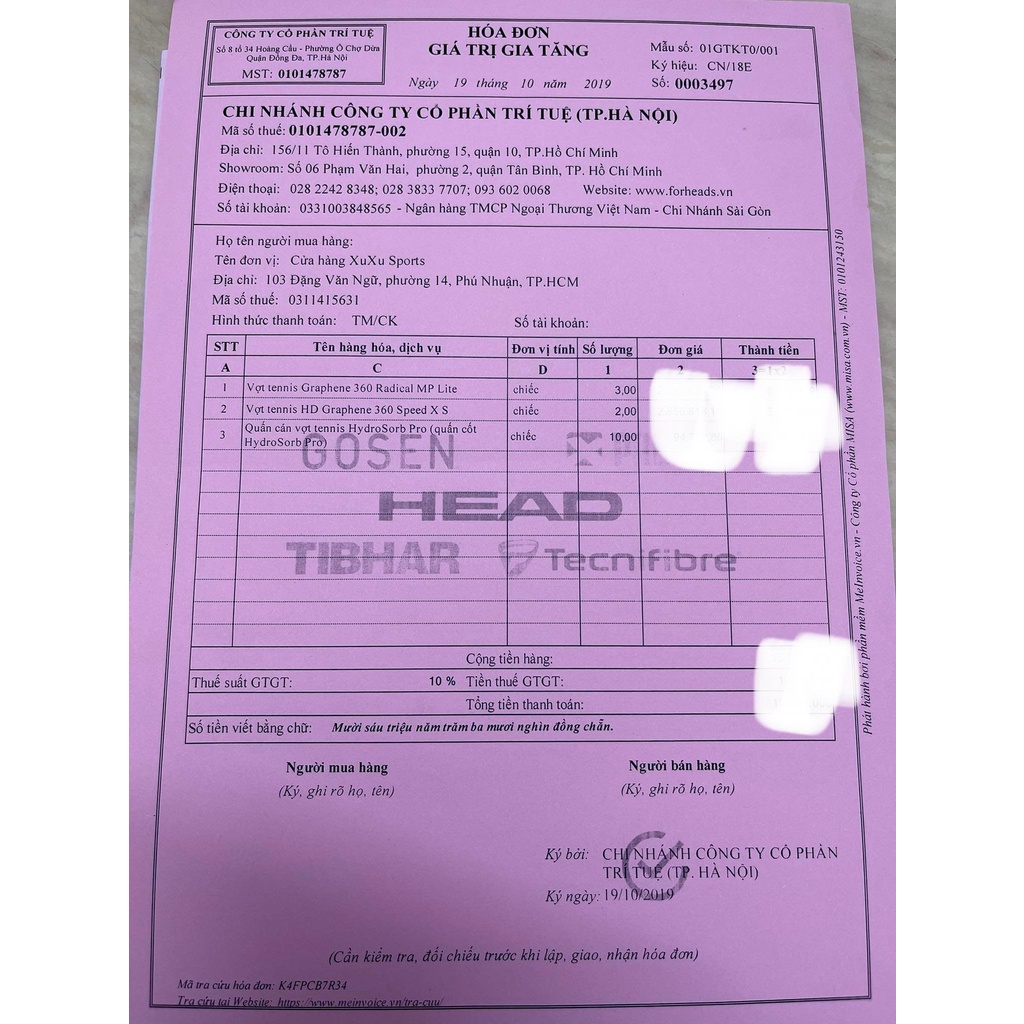 CÔNG TY CỔ PHẦN TRÍ TUỆ
Số 8 tổ 34 Hoàng Cầu - Phường Ô Chợ Dừa
Quận Đống Đa, TP.Hà Nội
MST: 0101478787
HÓA ĐƠN
GIÁ TRỊ GIA TĂNG
Ngày 19 tháng 10 năm 2019
Mẫu số: 01GTKT0/001
Ký hiệu: CN/18E
Số: 0003497
CHI NHÁNH CÔNG TY CỔ PHẦN TRÍ TUỆ (TP.HÀ NỘI)
Mã số thuế: 0101478787-002
Địa chỉ: 156/11 Tô Hiến Thành, phường 15, quận 10, TP.Hồ Chí Minh
Showroom: Số 06 Phạm Văn Hai, phường 2, quận Tân Bình, TP. Hồ Chí Minh
Điện thoại: 028 2242 8348; 028 3833 7707; 093 602 0068 Website: www.forheads.vn
Số tài khoản: 0331003848565 - Ngân hàng TMCP Ngoại Thương Việt Nam - Chi Nhánh Sài Gòn
Họ tên người mua hàng:
Tên đơn vị: Cửa hàng XuXu Sports
Địa chỉ: 103 Đặng Văn Ngữ, phường 14, Phú Nhuận, TP.HCM
Mã số thuế: 0311415631
Hình thức thanh toán: TM/CK Số tài khoản:
STT Tên hàng hóa, dịch vụ Đơn vị tính Số lượng Đơn giá Thành tiền
A C D 1 2 3=1x2
1 Vợt tennis Graphene 360 Radical MP Lite chiếc 3,00
2 Vợt tennis HD Graphene 360 Speed X S chiếc 2,00
3 Quấn cán vợt tennis HydroSorb Pro (quấn cốt HydroSorb Pro) chiếc 10,00
GOSEN
HEAD
TIBHAR Tecnifibre
Cộng tiền hàng:
Thuế suất GTGT: 10 % Tiền thuế GTGT:
Tổng tiền thanh toán:
Số tiền viết bằng chữ: Mười sáu triệu năm trăm ba mươi nghìn đồng chẵn.
Người mua hàng Người bán hàng
(Ký, ghi rõ họ, tên) (Ký, ghi rõ họ, tên)
Ký bởi: CHI NHÁNH CÔNG TY CỔ PHẦN
TRÍ TUỆ (TP. HÀ NỘI)
Ký ngày: 19/10/2019
(Cần kiểm tra, đối chiếu trước khi lập, giao, nhận hóa đơn)
Mã tra cứu hóa đơn: K4FPCB7R34
Tra cứu tại Website: https://www.meinvoice.vn/tra-cuu/
Phát hành bởi phần mềm MeInvoice.vn - Công ty Cổ phần MISA (www.misa.com.vn) - MST: 0101243150